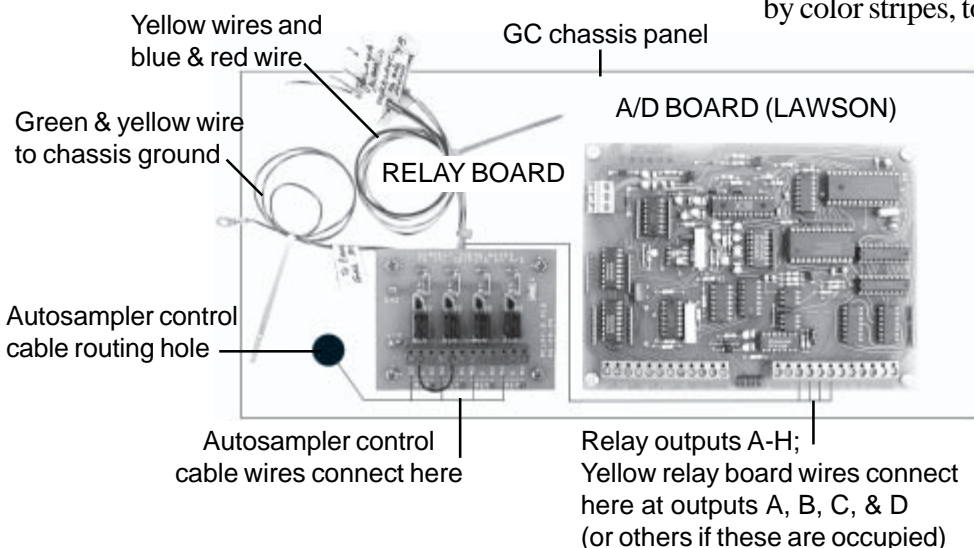 by color stripes, to
Yellow wires and
blue & red wire
GC chassis panel
Green & yellow wire
to chassis ground
A/D BOARD (LAWSON)
RELAY BOARD
Autosampler control
cable routing hole
Autosampler control
cable wires connect here
Relay outputs A-H;
Yellow relay board wires connect
here at outputs A, B, C, & D
(or others if these are occupied)